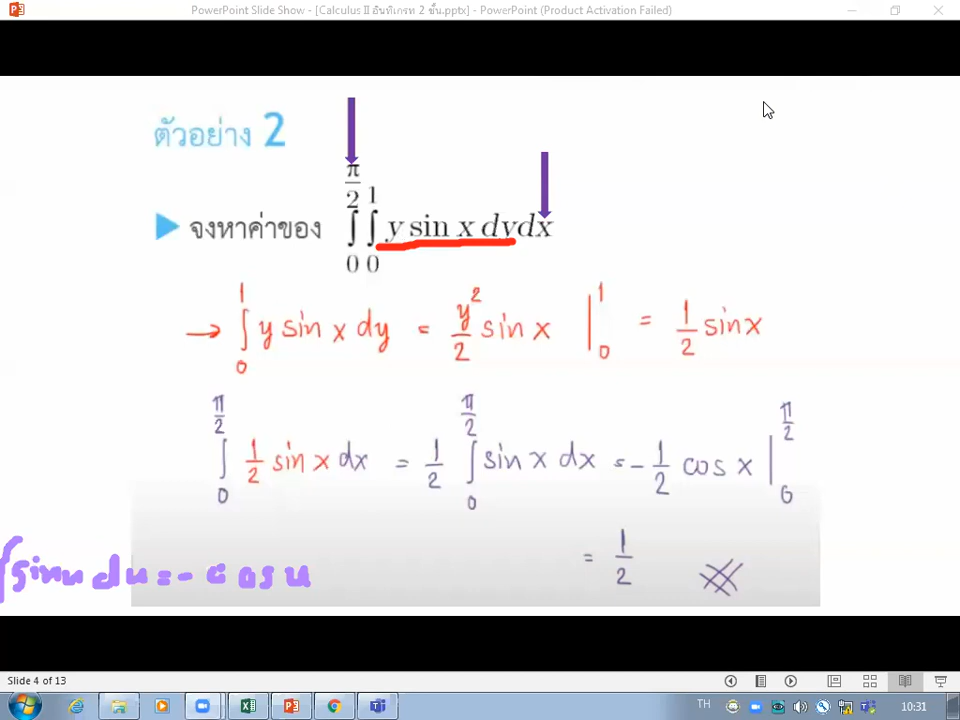 PowerPoint Slide Show - [Calculus II อินทิเกรท 2 ชั้น.pptx] - PowerPoint (Product Activation Failed)
ตัวอย่าง 2
จงหาค่าของ ∫₀^(π/2) ∫₀^1 y sin x dy dx
→ ∫₀^1 y sin x dy = y²/2 sin x |₀^1 = 1/2 sin x
∫₀^(π/2) 1/2 sin x dx = 1/2 ∫₀^(π/2) sin x dx = - 1/2 cos x |₀^(π/2)
= 1/2
∫sin u du = - cos u
Slide 4 of 13
TH 10:31